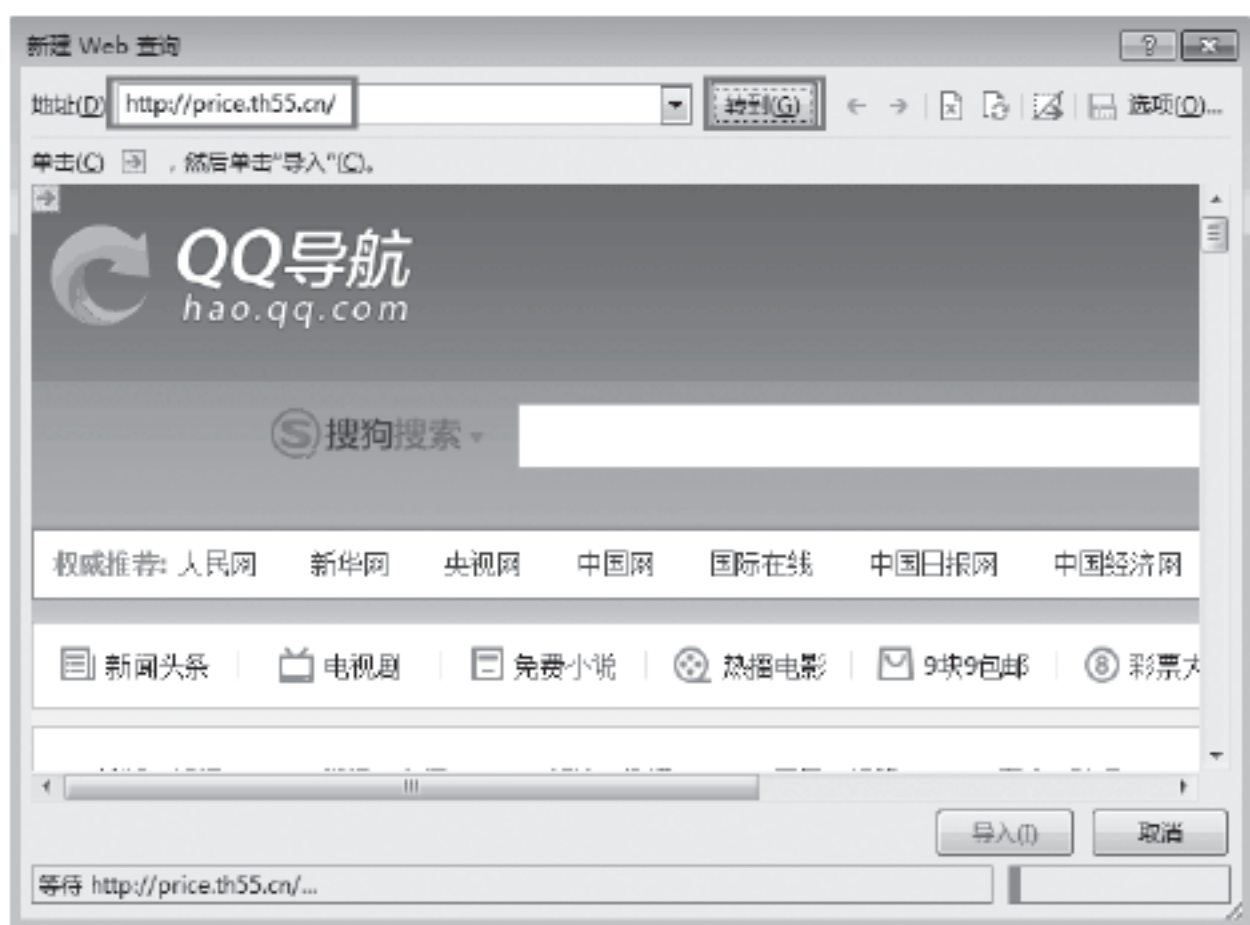 新建 Web 查询
地址(D) http://price.th55.cn/ 转到(G) 选项(O)...
单击(C) ，然后单击“导入”(C)。
QQ导航
hao.qq.com
搜狗搜索
权威推荐: 人民网 新华网 央视网 中国网 国际在线 中国日报网 中国经济网
新闻头条 电视剧 免费小说 热播电影 9块9包邮 8 彩票大
导入(I) 取消
等待 http://price.th55.cn/...